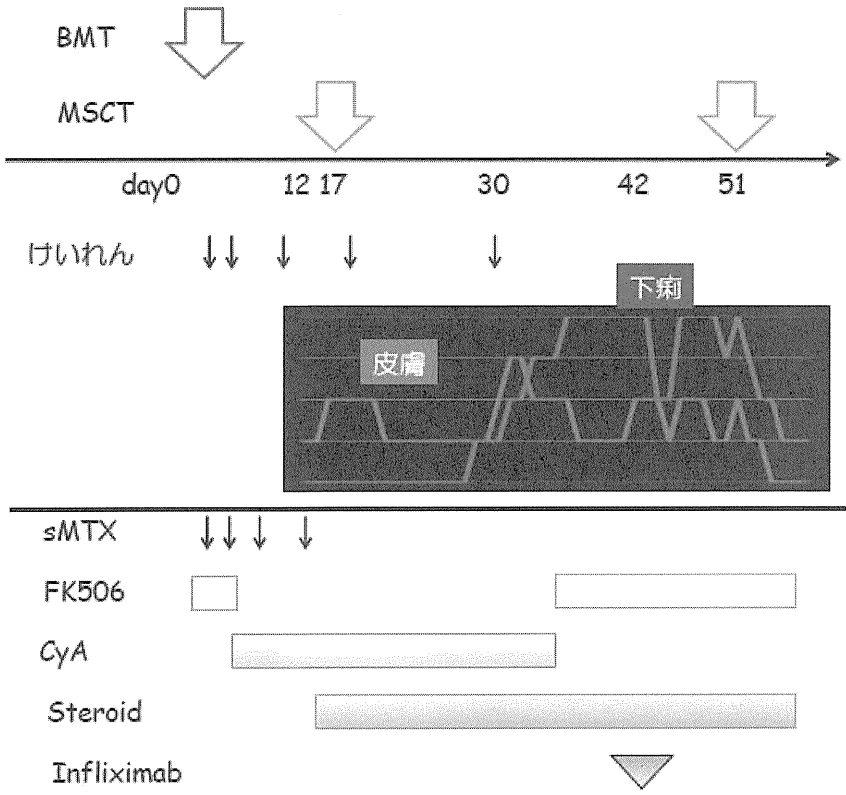 BMT
MSCT
day0 12 17 30 42 51
けいれん
下痢
皮膚
sMTX
FK506
CyA
Steroid
Infliximab